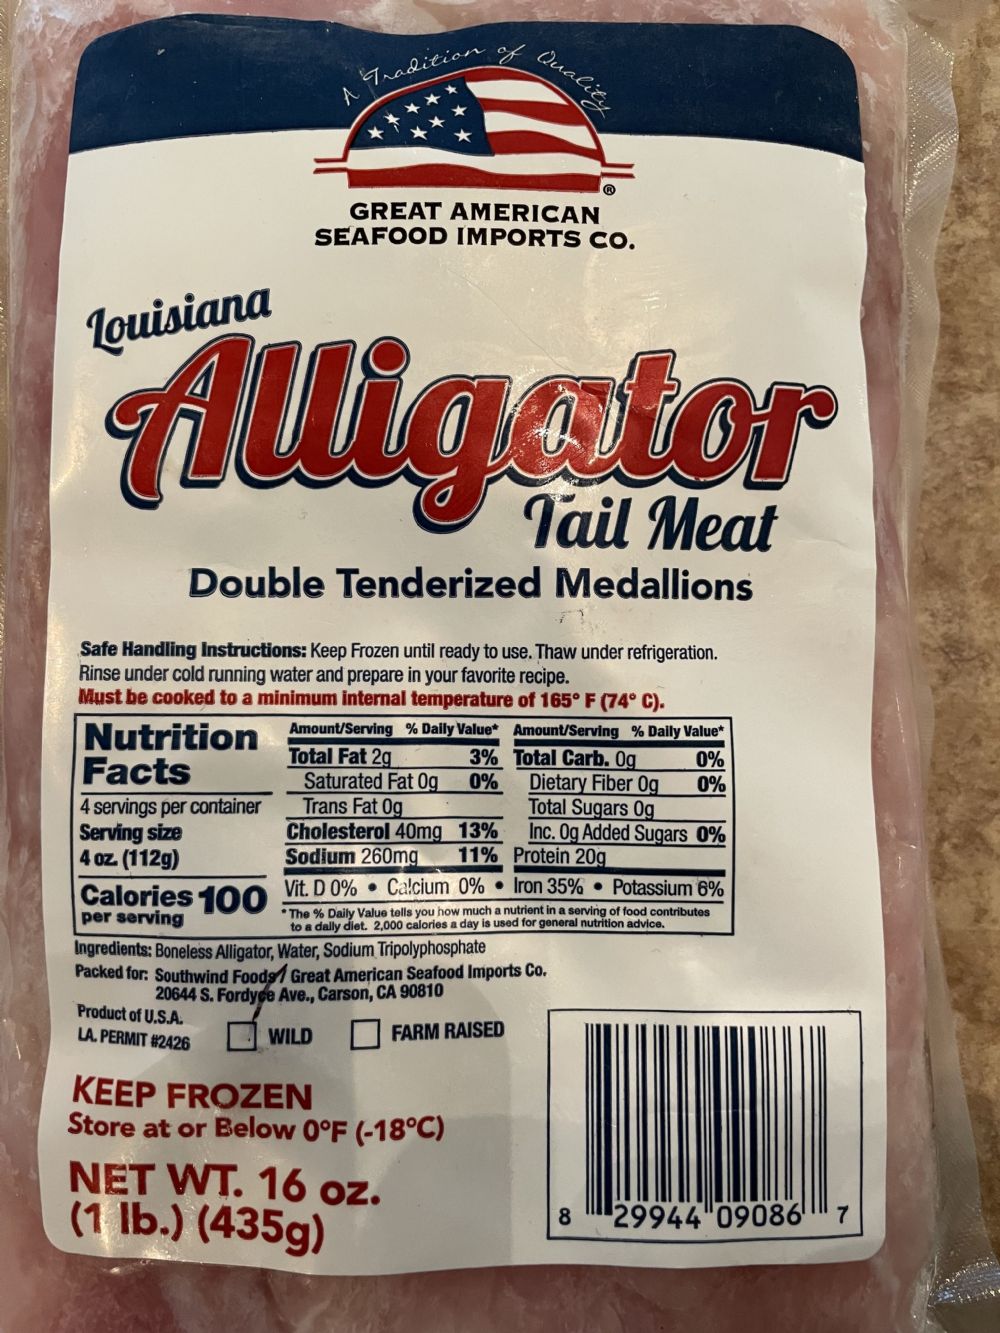 A Tradition of Quality
®
GREAT AMERICAN
SEAFOOD IMPORTS CO.
Louisiana
Alligator
Tail Meat
Double Tenderized Medallions
Safe Handling Instructions: Keep Frozen until ready to use. Thaw under refrigeration.
Rinse under cold running water and prepare in your favorite recipe.
Must be cooked to a minimum internal temperature of 165° F (74° C).
Nutrition
Facts
4 servings per container
Serving size
4 oz. (112g)
Calories 100
per serving
Amount/Serving % Daily Value*
Total Fat 2g 3%
Saturated Fat 0g 0%
Trans Fat 0g
Cholesterol 40mg 13%
Sodium 260mg 11%
Amount/Serving % Daily Value*
Total Carb. 0g 0%
Dietary Fiber 0g 0%
Total Sugars 0g
Inc. 0g Added Sugars 0%
Protein 20g
Vit. D 0% • Calcium 0% • Iron 35% • Potassium 6%
*The % Daily Value tells you how much a nutrient in a serving of food contributes
to a daily diet. 2,000 calories a day is used for general nutrition advice.
Ingredients: Boneless Alligator, Water, Sodium Tripolyphosphate
Packed for: Southwind Foods / Great American Seafood Imports Co.
20644 S. Fordyce Ave., Carson, CA 90810
Product of U.S.A.
LA. PERMIT #2426
WILD
FARM RAISED
KEEP FROZEN
Store at or Below 0°F (-18°C)
NET WT. 16 oz.
(1 lb.) (435g)
8 29944 09086 7